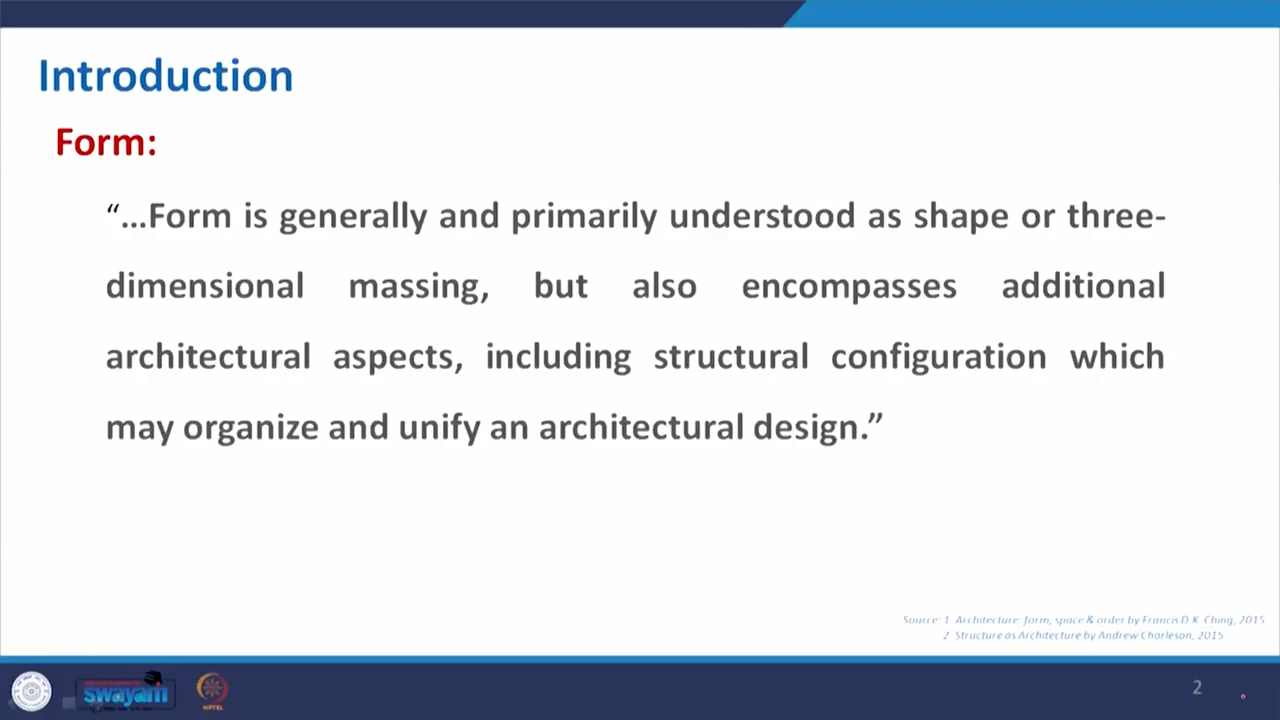 Introduction
Form:
“…Form is generally and primarily understood as shape or three-
dimensional massing, but also encompasses additional
architectural aspects, including structural configuration which
may organize and unify an architectural design.”
Source: 1. Architecture: form, space & order by Francis D.K. Ching, 2015
2. Structure as Architecture by Andrew Charleson, 2015
swayam
NPTEL
2